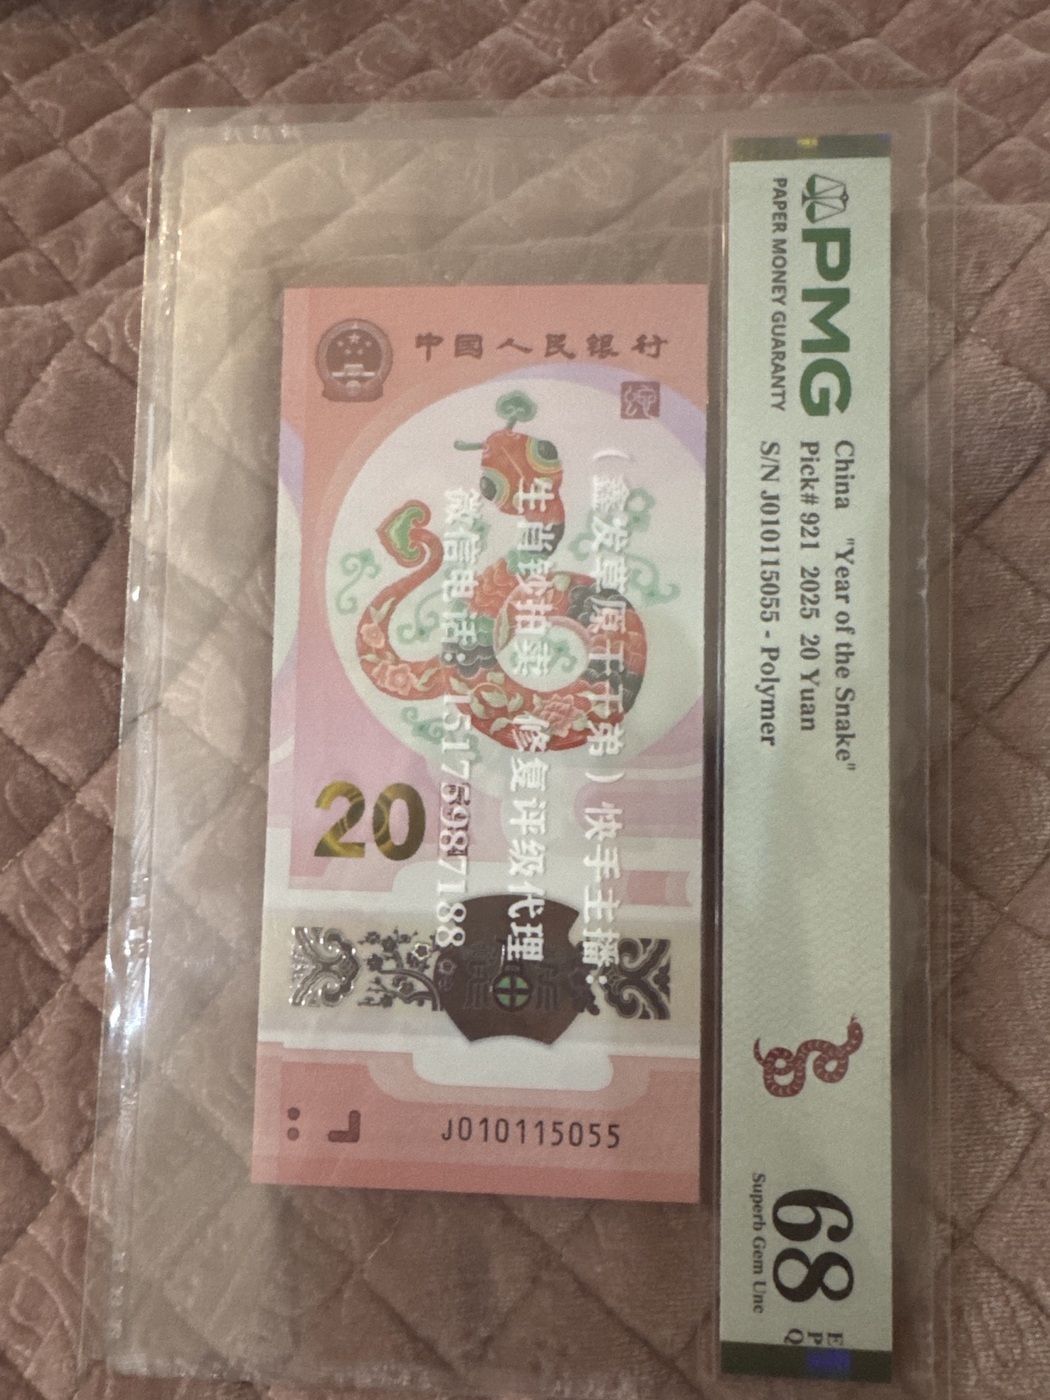 PMG
PAPER MONEY GUARANTY
China "Year of the Snake"
Pick# 921 2025 20 Yuan
S/N J010115055 - Polymer
68
EPQ
Superb Gem Unc
中国人民银行
(鑫发草原王子弟)快手主播
生肖钞拍卖 修复评级代理
微信电话:15175987188
20
J010115055